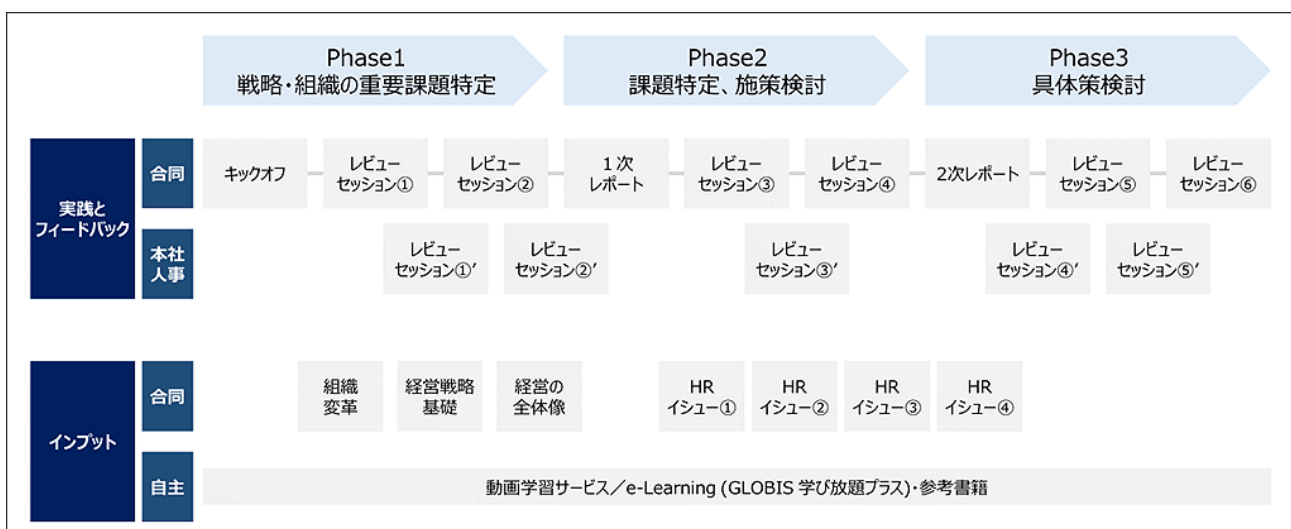 Phase1
戦略・組織の重要課題特定
Phase2
課題特定、施策検討
Phase3
具体策検討
実践と
フィードバック
合同
キックオフ
レビュー
セッション①
レビュー
セッション②
1次
レポート
レビュー
セッション③
レビュー
セッション④
2次レポート
レビュー
セッション⑤
レビュー
セッション⑥
本社
人事
レビュー
セッション①’
レビュー
セッション②’
レビュー
セッション③’
レビュー
セッション④’
レビュー
セッション⑤’
インプット
合同
組織
変革
経営戦略
基礎
経営の
全体像
HR
イシュー①
HR
イシュー②
HR
イシュー③
HR
イシュー④
自主
動画学習サービス／e-Learning (GLOBIS 学び放題プラス)・参考書籍